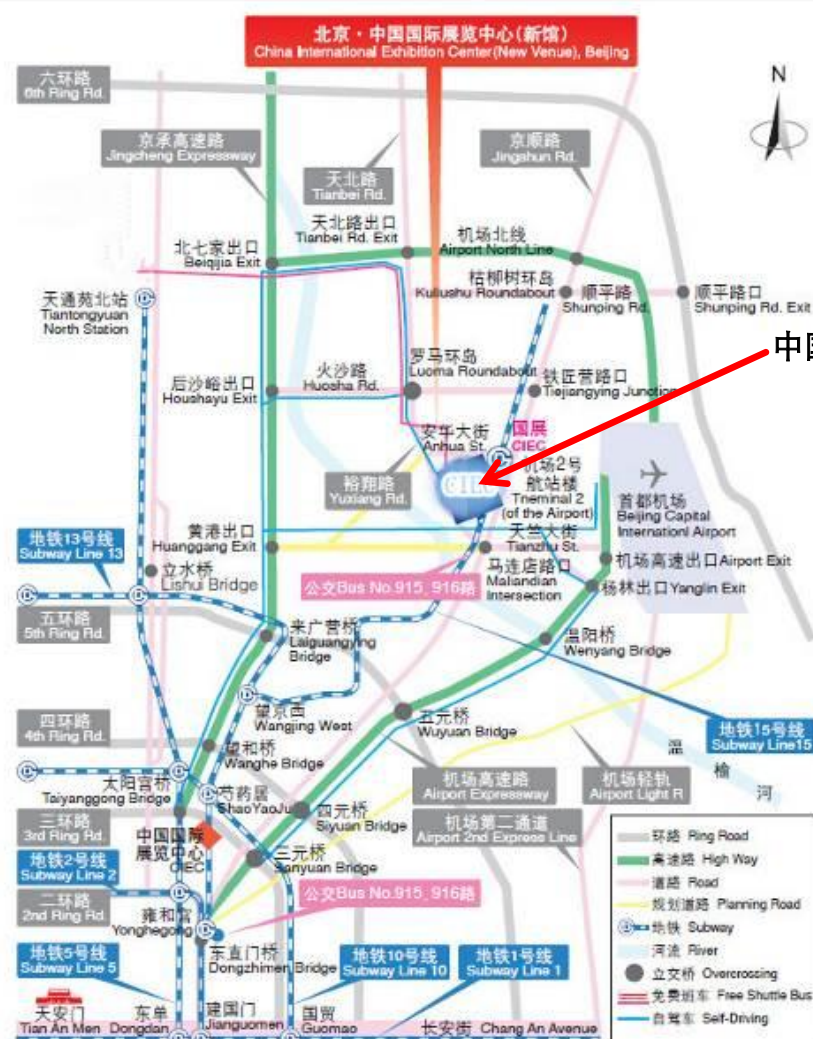 北京·中国国际展览中心(新馆)
China International Exhibition Center(New Venue), Beijing
六环路
6th Ring Rd.
N
京承高速路
Jingcheng Expressway
京顺路
Jingshun Rd.
天北路
Tianbei Rd.
天北路出口
Tianbei Rd. Exit
机场北线
Airport North Line
北七家出口
Beiqijia Exit
枯柳树环岛
Kuliushu Roundabout
顺平路
Shunping Rd.
顺平路口
Shunping Rd. Exit
天通苑北站
Tiantongyuan
North Station
中国
罗马环岛
Luoma Roundabout
火沙路
Huosha Rd.
后沙峪出口
Houshayu Exit
铁匠营路口
Tiejiangying Junction
安华大街
Anhua St.
国展
CIEC
CIEC
裕翔路
Yuxiang Rd.
机场2号
航站楼
Tneminal 2
(of the Airport)
首都机场
Beijing Capital
Internationl Airport
地铁13号线
Subway Line 13
黄港出口
Huanggang Exit
天竺大街
Tianzhu St.
立水桥
Lishui Bridge
公交Bus No.915、916路
马连店路口
Maliandian
Intersection
机场高速出口Airport Exit
杨林出口Yanglin Exit
五环路
5th Ring Rd.
来广营桥
Laiguangying
Bridge
温阳桥
Wenyang Bridge
望京西
Wangjing West
五元桥
Wuyuan Bridge
四环路
4th Ring Rd.
望和桥
Wanghe Bridge
地铁15号线
Subway Line15
温榆河
太阳宫桥
Taiyanggong Bridge
芍药居
ShaoYaoJu
机场高速路
Airport Expressway
机场轻轨
Airport Light R
三环路
3rd Ring Rd.
四元桥
Siyuan Bridge
机场第二通道
Airport 2nd Express Line
中国国际
展览中心
CIEC
三元桥
Sanyuan Bridge
地铁2号线
Subway Line 2
公交Bus No.915、916路
二环路
2nd Ring Rd.
雍和宫
Yonghegong
东直门桥
Dongzhimen Bridge
地铁5号线
Subway Line 5
地铁10号线
Subway Line 10
地铁1号线
Subway Line 1
天安门
Tian An Men
东单
Dongdan
建国门
Jianguomen
国贸
Guomao
长安街 Chang An Avenue
环路 Ring Road
高速路 High Way
道路 Road
规划道路 Planning Road
地铁 Subway
河流 River
立交桥 Overcrossing
免费班车 Free Shuttle Bus
自驾车 Self-Driving